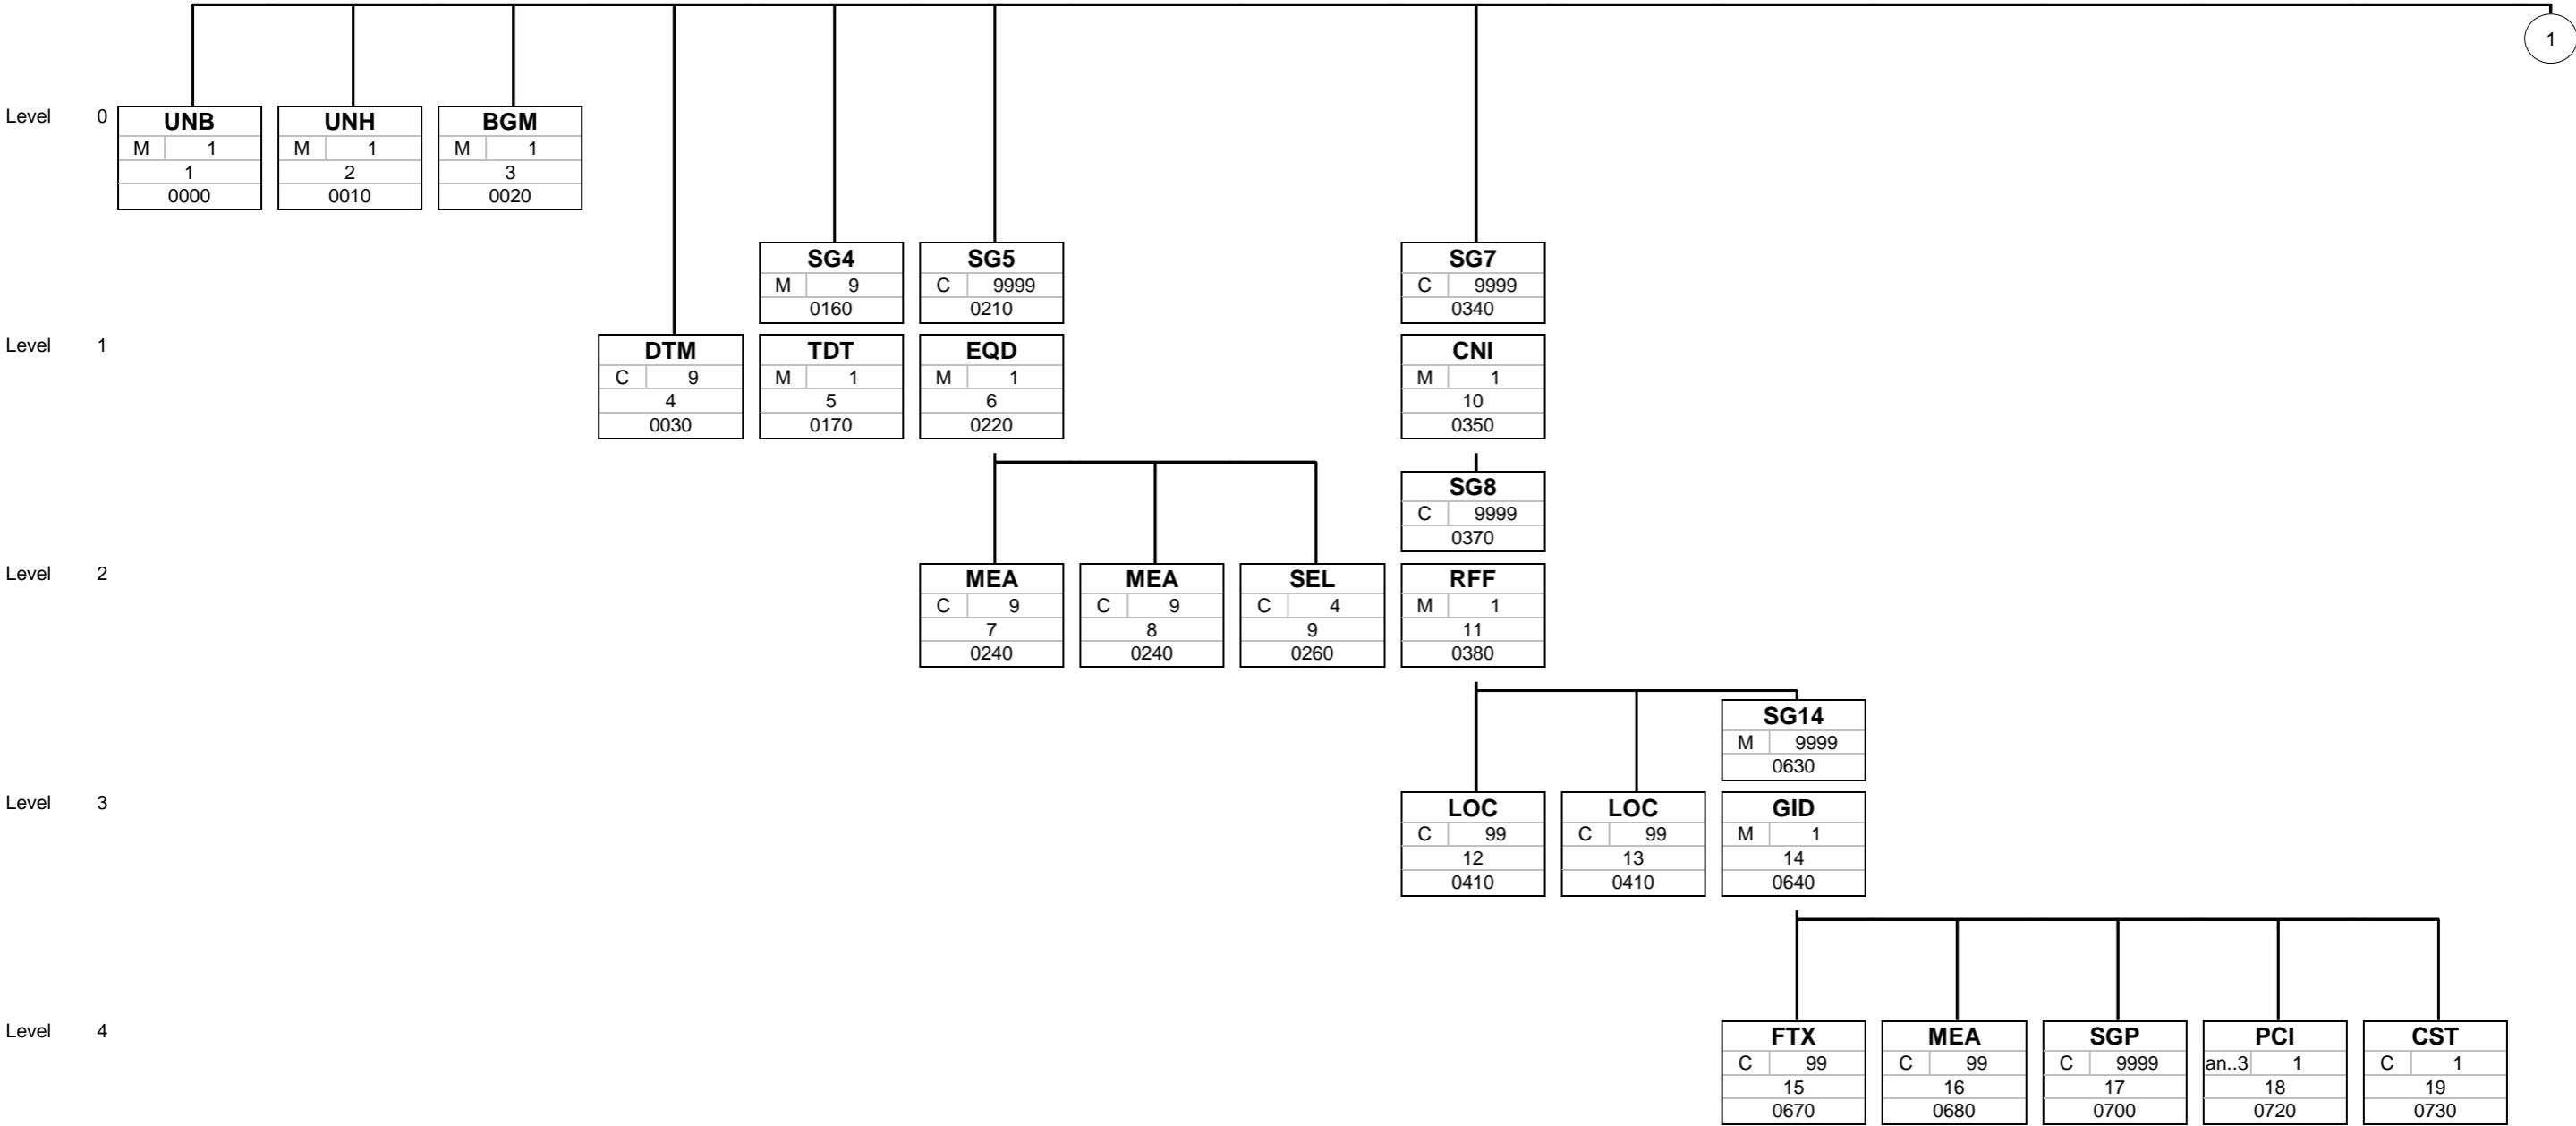 1
Level 0
UNB UNH BGM
M 1 M 1 M 1
1 2 3
0000 0010 0020
SG4 SG5 SG7
M 9 C 9999 C 9999
0160 0210 0340
Level 1
DTM TDT EQD CNI
C 9 M 1 M 1 M 1
4 5 6 10
0030 0170 0220 0350
SG8
C 9999
0370
Level 2
MEA MEA SEL RFF
C 9 C 9 C 4 M 1
7 8 9 11
0240 0240 0260 0380
SG14
M 9999
0630
Level 3
LOC LOC GID
C 99 C 99 M 1
12 13 14
0410 0410 0640
Level 4
FTX MEA SGP PCI CST
C 99 C 99 C 9999 an..3 1 C 1
15 16 17 18 19
0670 0680 0700 0720 0730